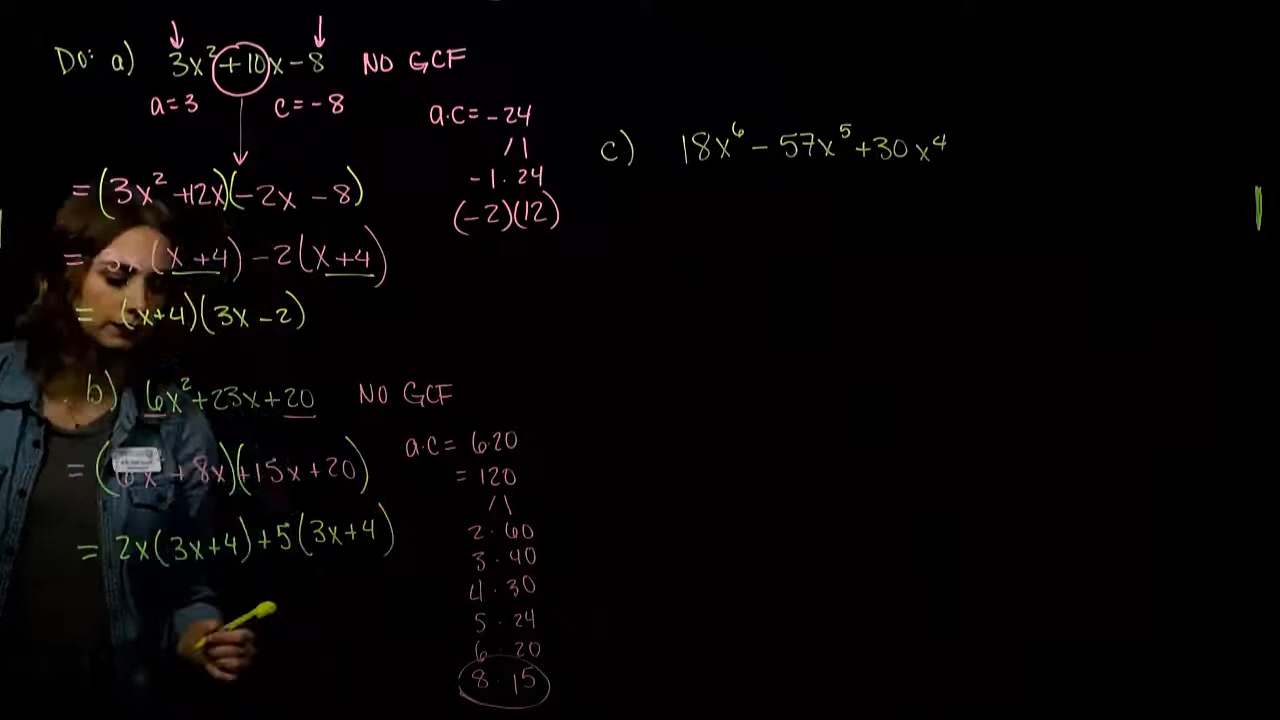 Do: a) 3x² +10x - 8 NO GCF
a=3 c=-8
a·c = -24
-1 · 24
(-2)(12)
= (3x² +12x)(-2x - 8)
= (x+4) - 2(x+4)
= (x+4)(3x-2)
b) 6x² + 23x + 20 NO GCF
a·c = 6·20
= 120
2 · 60
3 · 40
4 · 30
5 · 24
6 · 20
8 · 15
= (6x² + 8x)(+15x + 20)
= 2x(3x+4) + 5(3x+4)
c) 18x⁶ - 57x⁵ + 30x⁴